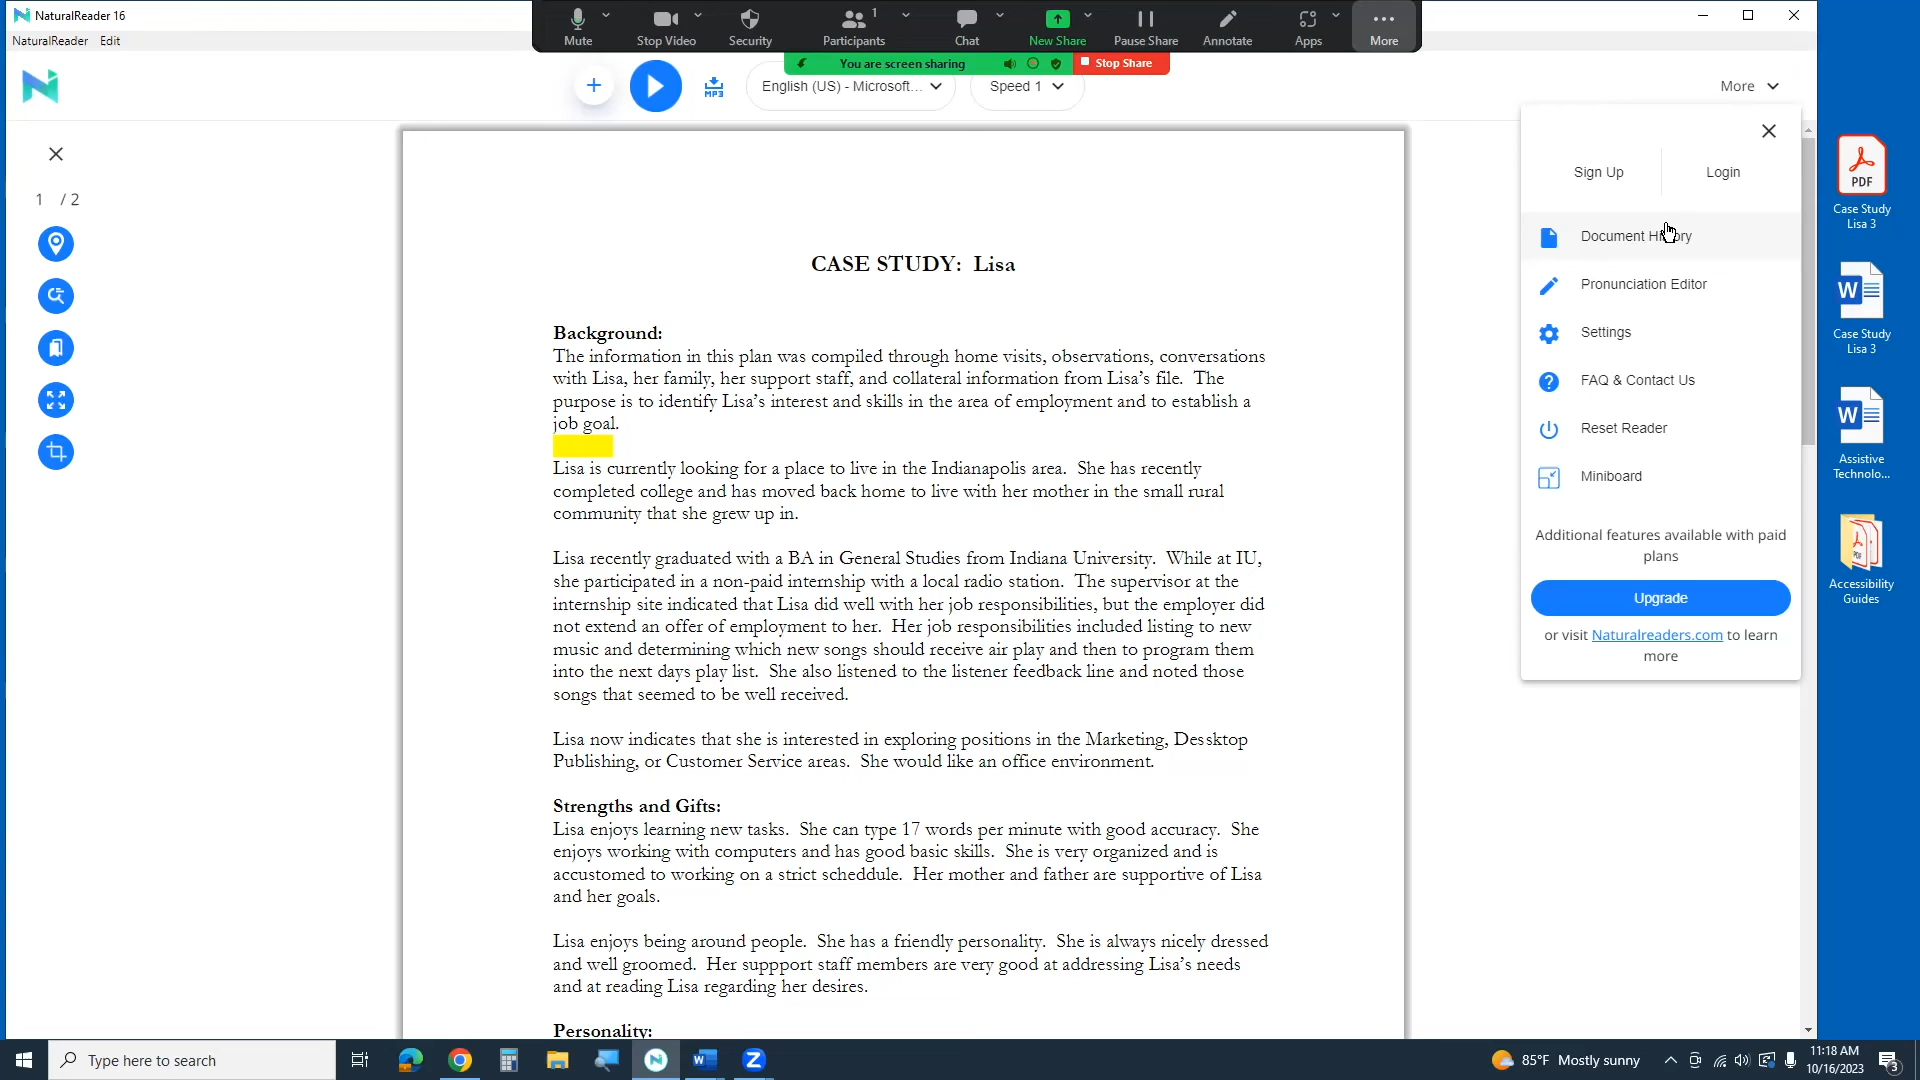 NaturalReader 16
NaturalReader Edit
Mute
Stop Video
Security
Participants
1
Chat
New Share
Pause Share
Annotate
Apps
More
You are screen sharing
Stop Share
MP3
English (US) - Microsoft...
Speed 1
More
1 / 2
Sign Up
Login
Document
Pronunciation Editor
Settings
FAQ & Contact Us
Reset Reader
Miniboard
Additional features available with paid
plans
Upgrade
or visit Naturalreaders.com to learn
more
CASE STUDY: Lisa
Background:
The information in this plan was compiled through home visits, observations, conversations
with Lisa, her family, her support staff, and collateral information from Lisa's file. The
purpose is to identify Lisa's interest and skills in the area of employment and to establish a
job goal.
Lisa is currently looking for a place to live in the Indianapolis area. She has recently
completed college and has moved back home to live with her mother in the small rural
community that she grew up in.
Lisa recently graduated with a BA in General Studies from Indiana University. While at IU,
she participated in a non-paid internship with a local radio station. The supervisor at the
internship site indicated that Lisa did well with her job responsibilities, but the employer did
not extend an offer of employment to her. Her job responsibilities included listing to new
music and determining which new songs should receive air play and then to program them
into the next days play list. She also listened to the listener feedback line and noted those
songs that seemed to be well received.
Lisa now indicates that she is interested in exploring positions in the Marketing, Dessktop
Publishing, or Customer Service areas. She would like an office environment.
Strengths and Gifts:
Lisa enjoys learning new tasks. She can type 17 words per minute with good accuracy. She
enjoys working with computers and has good basic skills. She is very organized and is
accustomed to working on a strict scheddule. Her mother and father are supportive of Lisa
and her goals.
Lisa enjoys being around people. She has a friendly personality. She is always nicely dressed
and well groomed. Her suppport staff members are very good at addressing Lisa's needs
and at reading Lisa regarding her desires.
Personality:
PDF
Case Study
Lisa 3
Case Study
Lisa 3
Assistive
Technolo...
Accessibility
Guides
Type here to search
85°F Mostly sunny
11:18 AM
10/16/2023
3